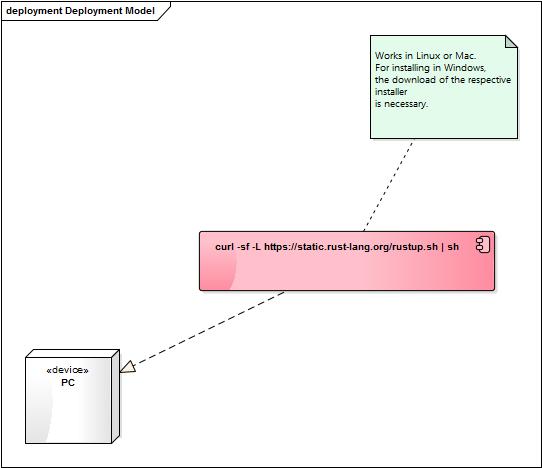 deployment Deployment Model
Works in Linux or Mac.
For installing in Windows,
the download of the respective
installer
is necessary.
curl -sf -L https://static.rust-lang.org/rustup.sh | sh
«device»
PC